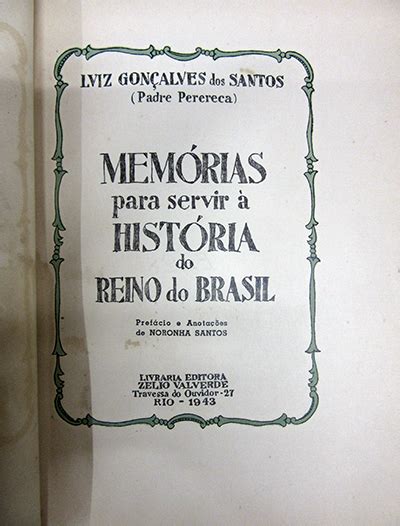 LVIZ GONÇALVES dos SANTOS
(Padre Perereca)
MEMÓRIAS
para servir à
HISTÓRIA
do
REINO do BRASIL
Prefácio e Anotações
de NORONHA SANTOS
LIVRARIA EDITORA
ZELIO VALVERDE
Travessa do Ouvidor-27
RIO - 1943